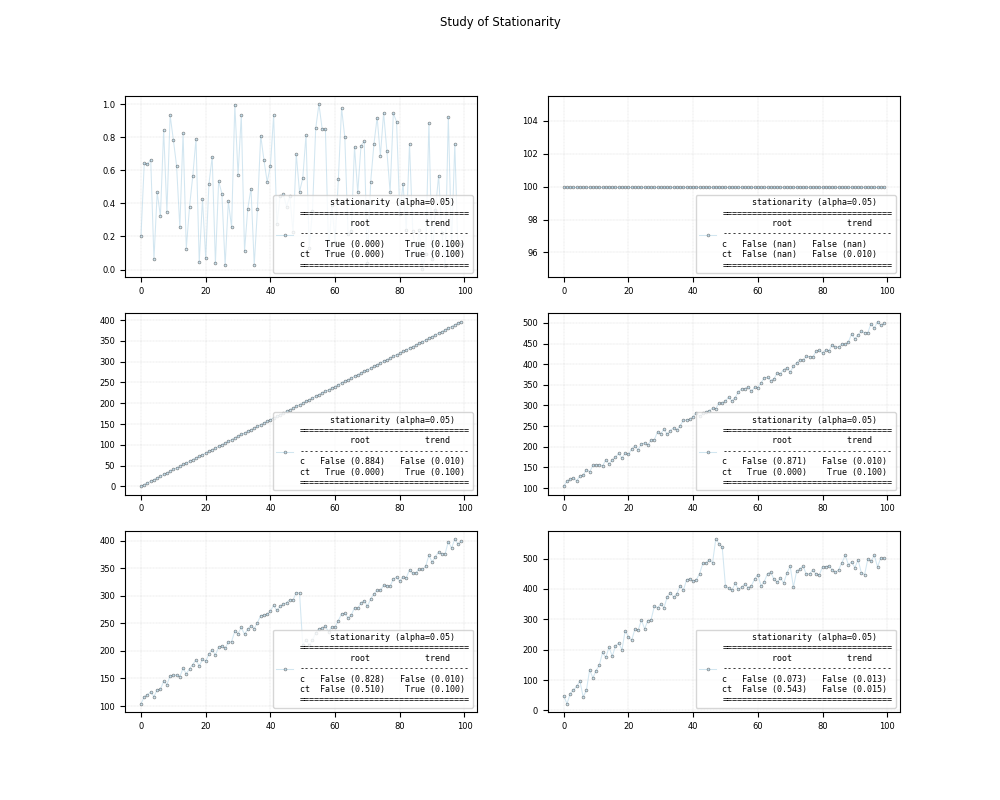 Study of Stationarity
1.0
0.8
0.6
0.4
0.2
0.0
0 20 40 60 80 100
stationarity (alpha=0.05)
==================================
root trend
----------------------------------
c True (0.000) True (0.100)
ct True (0.000) True (0.100)
==================================
104
102
100
98
96
0 20 40 60 80 100
stationarity (alpha=0.05)
==================================
root trend
----------------------------------
c False (nan) False (nan)
ct False (nan) False (0.010)
==================================
400
350
300
250
200
150
100
50
0
0 20 40 60 80 100
stationarity (alpha=0.05)
==================================
root trend
----------------------------------
c False (0.884) False (0.010)
ct True (0.000) True (0.100)
==================================
500
450
400
350
300
250
200
150
100
0 20 40 60 80 100
stationarity (alpha=0.05)
==================================
root trend
----------------------------------
c False (0.871) False (0.010)
ct True (0.000) True (0.100)
==================================
400
350
300
250
200
150
100
0 20 40 60 80 100
stationarity (alpha=0.05)
==================================
root trend
----------------------------------
c False (0.828) False (0.010)
ct False (0.510) True (0.100)
==================================
500
400
300
200
100
0
0 20 40 60 80 100
stationarity (alpha=0.05)
==================================
root trend
----------------------------------
c False (0.073) False (0.013)
ct False (0.543) False (0.015)
==================================